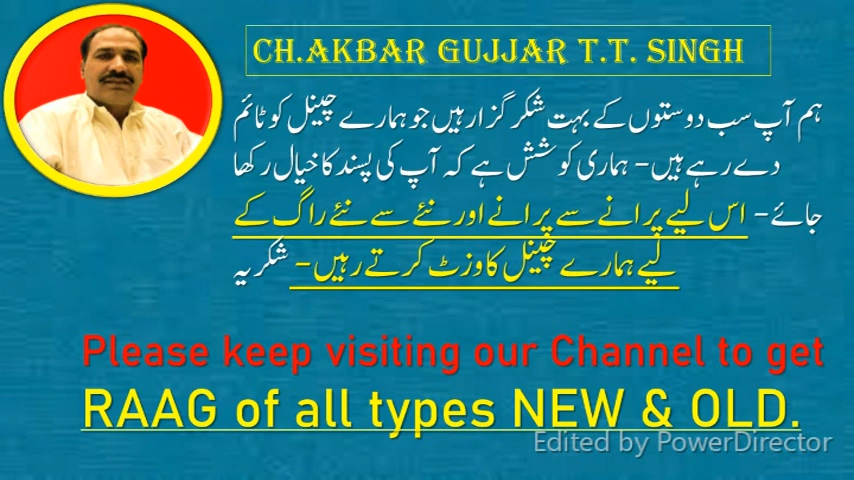 CH.AKBAR GUJJAR T.T. SINGH
ہم آپ سب دوستوں کے بہت شکر گزار ہیں جو ہمارے چینل کو ٹائم
دے رہے ہیں- ہماری کوشش ہے کہ آپ کی پسند کا خیال رکھا
جائے- اس لیے پرانے سے پرانے اور نئے سے نئے راگ کے
لیے ہمارے چینل کا وزٹ کرتے رہیں- شکریہ
Please keep visiting our Channel to get
RAAG of all types NEW & OLD.
Edited by PowerDirector